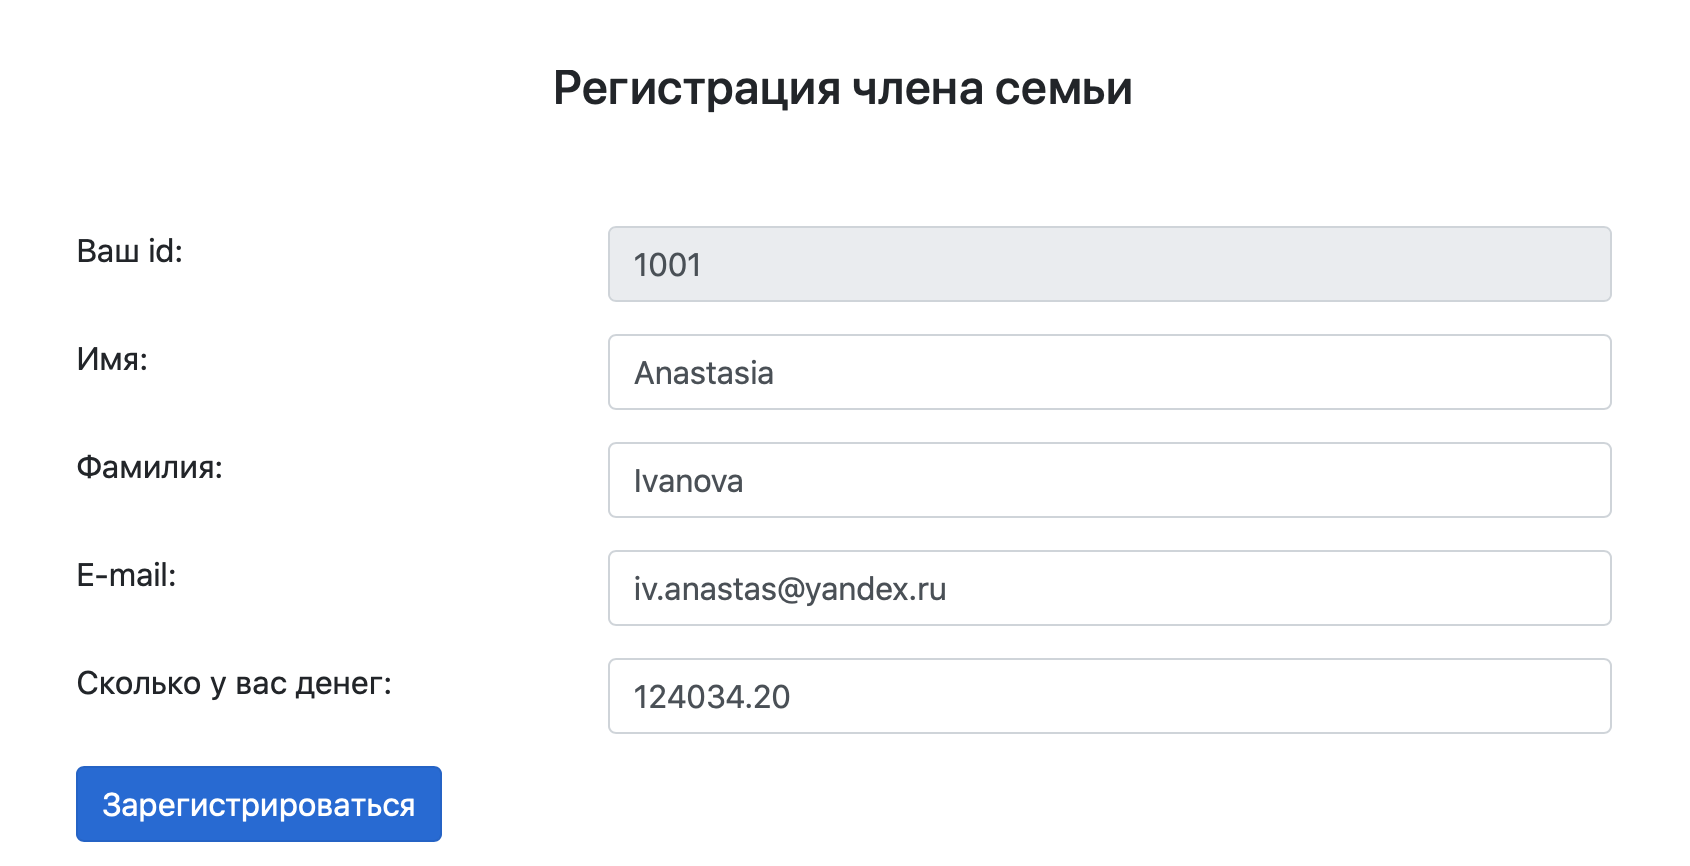 Регистрация члена семьи
Ваш id:
1001
Имя:
Anastasia
Фамилия:
Ivanova
E-mail:
iv.anastas@yandex.ru
Сколько у вас денег:
124034.20
Зарегистрироваться